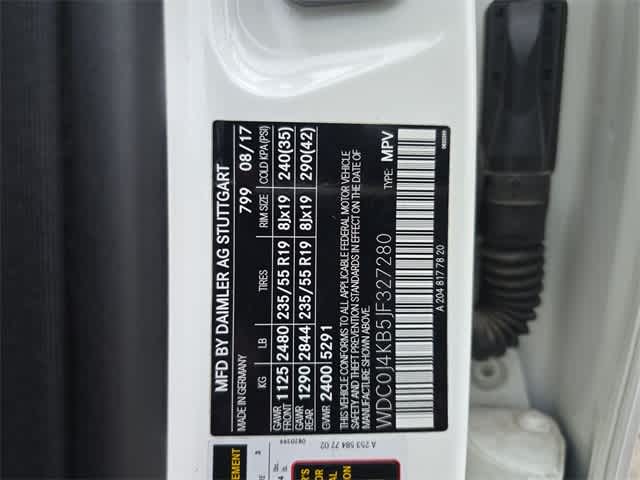 MFD BY DAIMLER AG STUTTGART
MADE IN GERMANY 799 08/17
KG LB TIRES RIM SIZE COLD KPA (PSI)
GAWR FRONT 1125 2480 235/55 R19 8Jx19 240(35)
GAWR REAR 1290 2844 235/55 R19 8Jx19 290(42)
GVWR 2400 5291
THIS VEHICLE CONFORMS TO ALL APPLICABLE FEDERAL MOTOR VEHICLE
SAFETY AND THEFT PREVENTION STANDARDS IN EFFECT ON THE DATE OF
MANUFACTURE SHOWN ABOVE.
TYPE: MPV
WDC0J4KB5JF327280
A 204 817 78 20
A 253 584 77 02